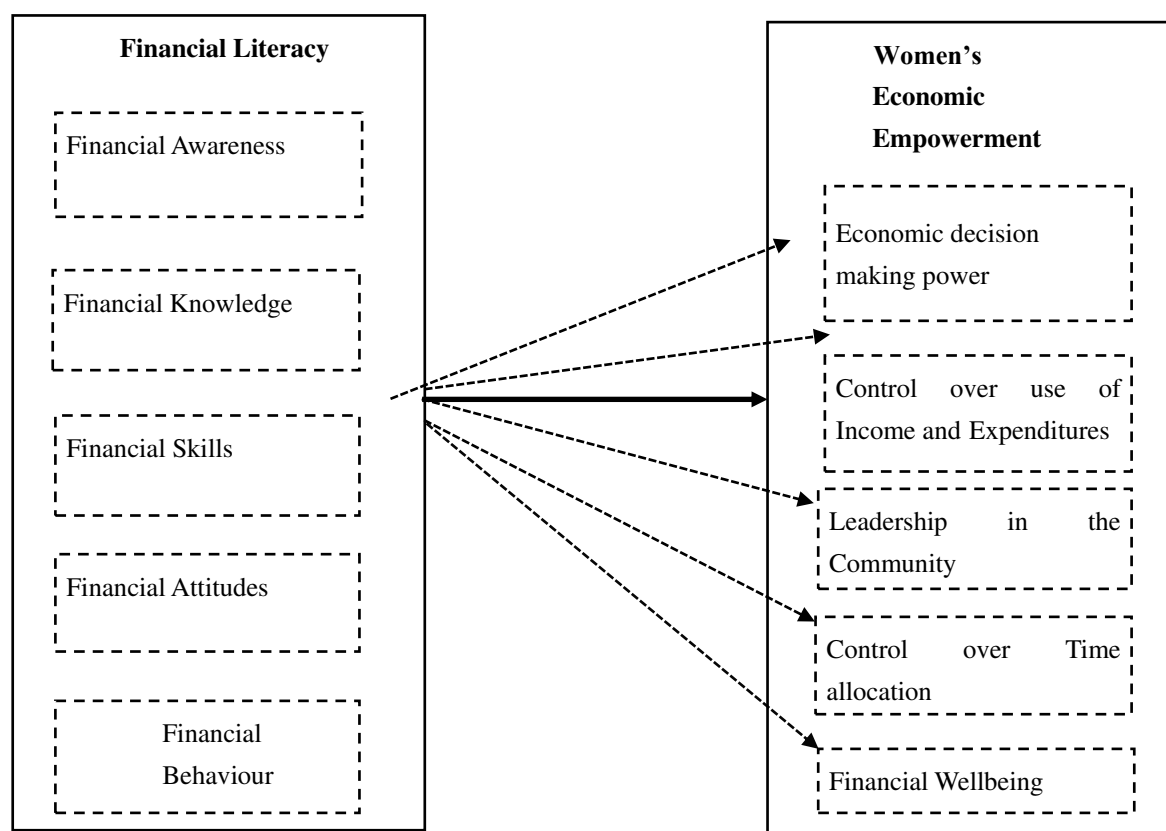 Financial Literacy
Financial Awareness
Financial Knowledge
Financial Skills
Financial Attitudes
Financial
Behaviour
Women’s
Economic
Empowerment
Economic decision
making power
Control over use of
Income and Expenditures
Leadership in the
Community
Control over Time
allocation
Financial Wellbeing